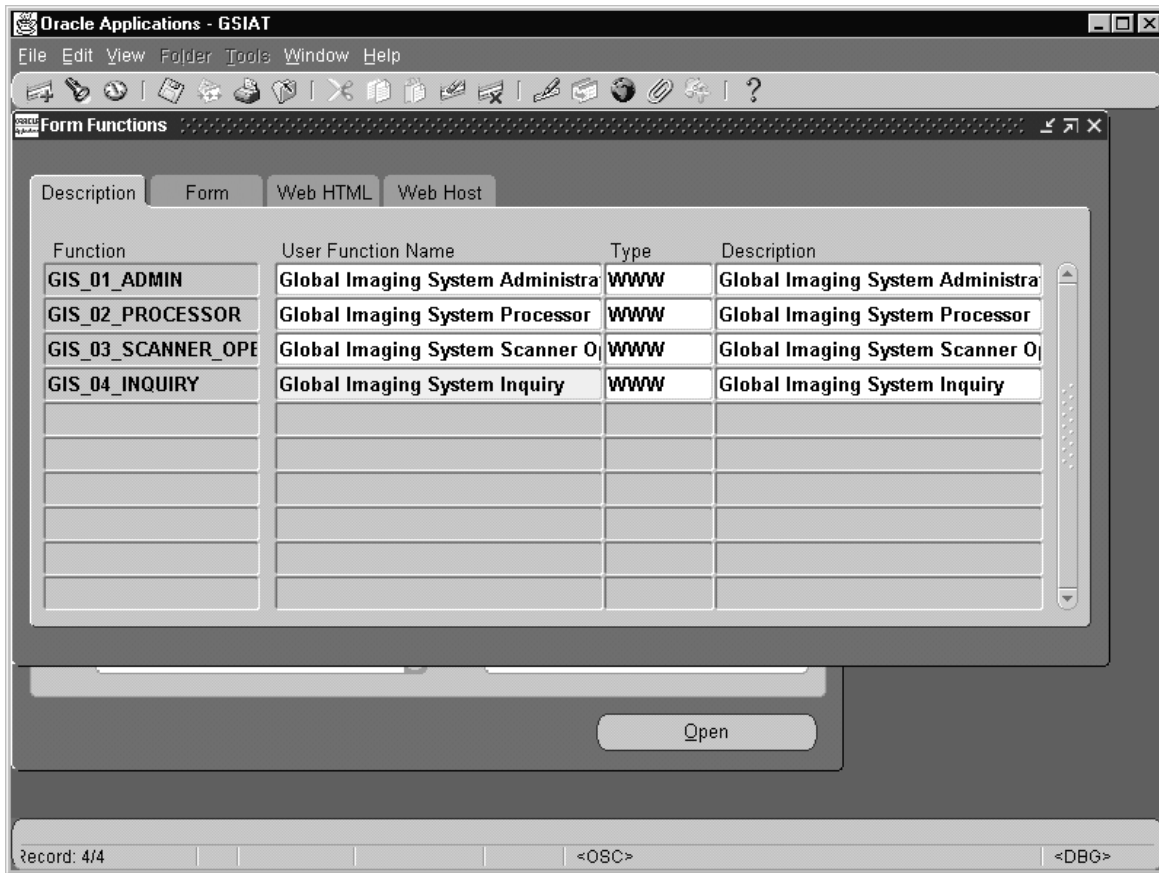 Oracle Applications - GSIAT
File Edit View Folder Tools Window Help
Form Functions
Description Form Web HTML Web Host
Function User Function Name Type Description
GIS_01_ADMIN Global Imaging System Administra WWW Global Imaging System Administra
GIS_02_PROCESSOR Global Imaging System Processor WWW Global Imaging System Processor
GIS_03_SCANNER_OPE Global Imaging System Scanner O WWW Global Imaging System Scanner O
GIS_04_INQUIRY Global Imaging System Inquiry WWW Global Imaging System Inquiry
Open
Record: 4/4 <OSC> <DBG>